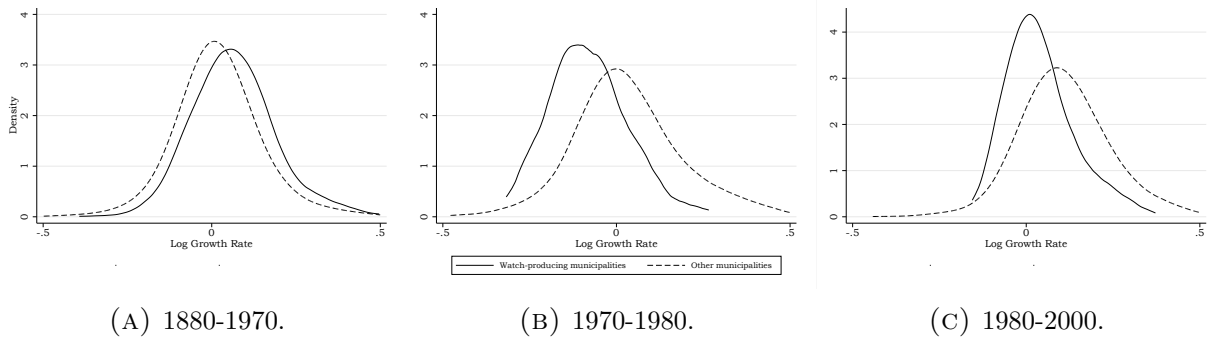 4
3
2
1
0
Density
-.5
0
.5
Log Growth Rate
4
3
2
1
0
-.5
0
.5
Log Growth Rate
Watch-producing municipalities
Other municipalities
4
3
2
1
0
-.5
0
.5
Log Growth Rate
(A) 1880-1970.
(B) 1970-1980.
(C) 1980-2000.